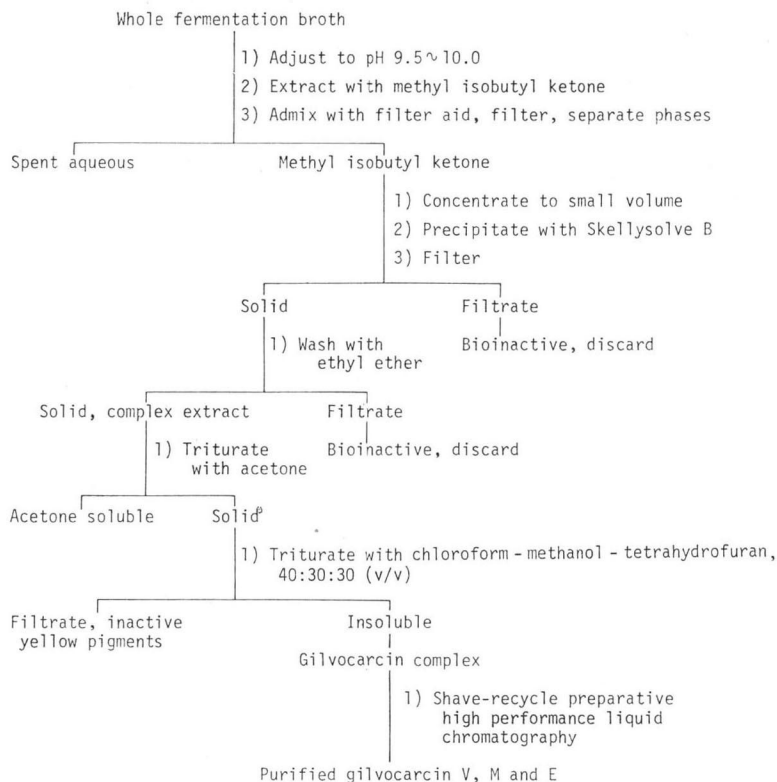 Whole fermentation broth
1) Adjust to pH 9.5~10.0
2) Extract with methyl isobutyl ketone
3) Admix with filter aid, filter, separate phases
Spent aqueous
Methyl isobutyl ketone
1) Concentrate to small volume
2) Precipitate with Skellysolve B
3) Filter
Solid
Filtrate
1) Wash with
ethyl ether
Bioinactive, discard
Solid, complex extract
Filtrate
1) Triturate
with acetone
Bioinactive, discard
Acetone soluble
Solid
1) Triturate with chloroform - methanol - tetrahydrofuran,
40:30:30 (v/v)
Filtrate, inactive
yellow pigments
Insoluble
Gilvocarcin complex
1) Shave-recycle preparative
high performance liquid
chromatography
Purified gilvocarcin V, M and E